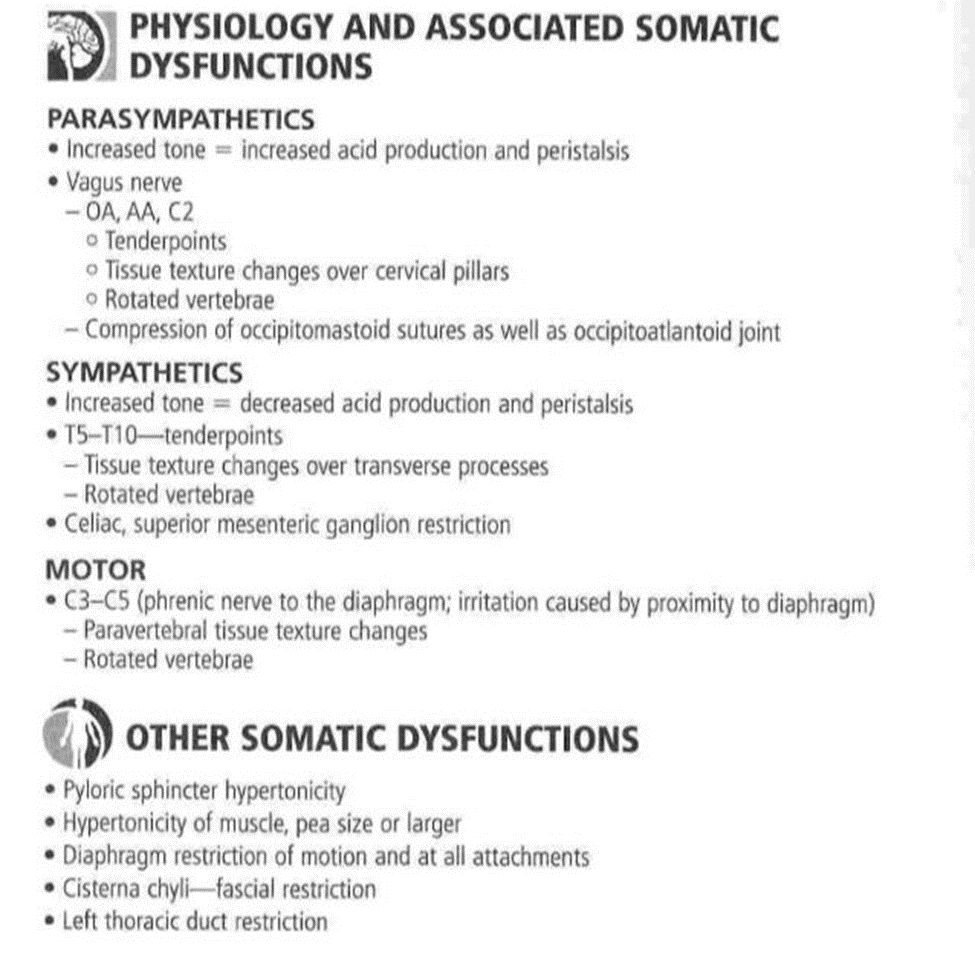 PHYSIOLOGY AND ASSOCIATED SOMATIC
DYSFUNCTIONS
PARASYMPATHETICS
• Increased tone = increased acid production and peristalsis
• Vagus nerve
– OA, AA, C2
○ Tenderpoints
○ Tissue texture changes over cervical pillars
○ Rotated vertebrae
– Compression of occipitomastoid sutures as well as occipitoatlantoid joint
SYMPATHETICS
• Increased tone = decreased acid production and peristalsis
• T5–T10—tenderpoints
– Tissue texture changes over transverse processes
– Rotated vertebrae
• Celiac, superior mesenteric ganglion restriction
MOTOR
• C3–C5 (phrenic nerve to the diaphragm; irritation caused by proximity to diaphragm)
– Paravertebral tissue texture changes
– Rotated vertebrae
OTHER SOMATIC DYSFUNCTIONS
• Pyloric sphincter hypertonicity
• Hypertonicity of muscle, pea size or larger
• Diaphragm restriction of motion and at all attachments
• Cisterna chyli—fascial restriction
• Left thoracic duct restriction